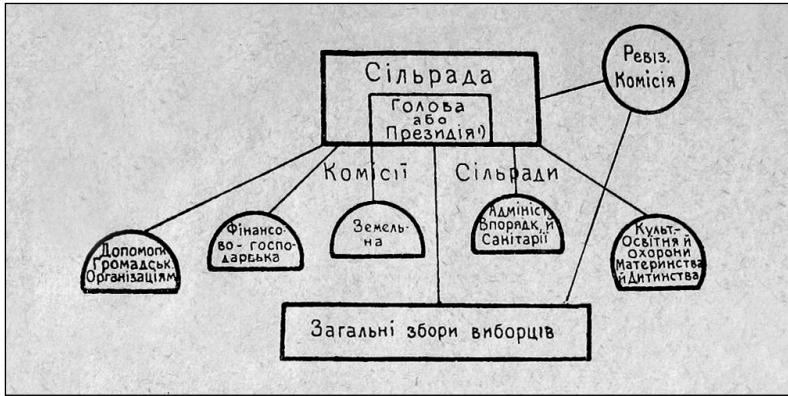 Ревіз.
Комісія
Сільрада
Голова
або
Президія¹)
Комісії Сільради
Допомоги
Громадськ.
Організаціям
Фінансо-
во-госпо-
дарська
Земель-
на
Адмініст.
Впорядк. й
Санітарії
Культ.-
Освітня й
Охорони
Материнства
й Дитинства
Загальні збори виборців